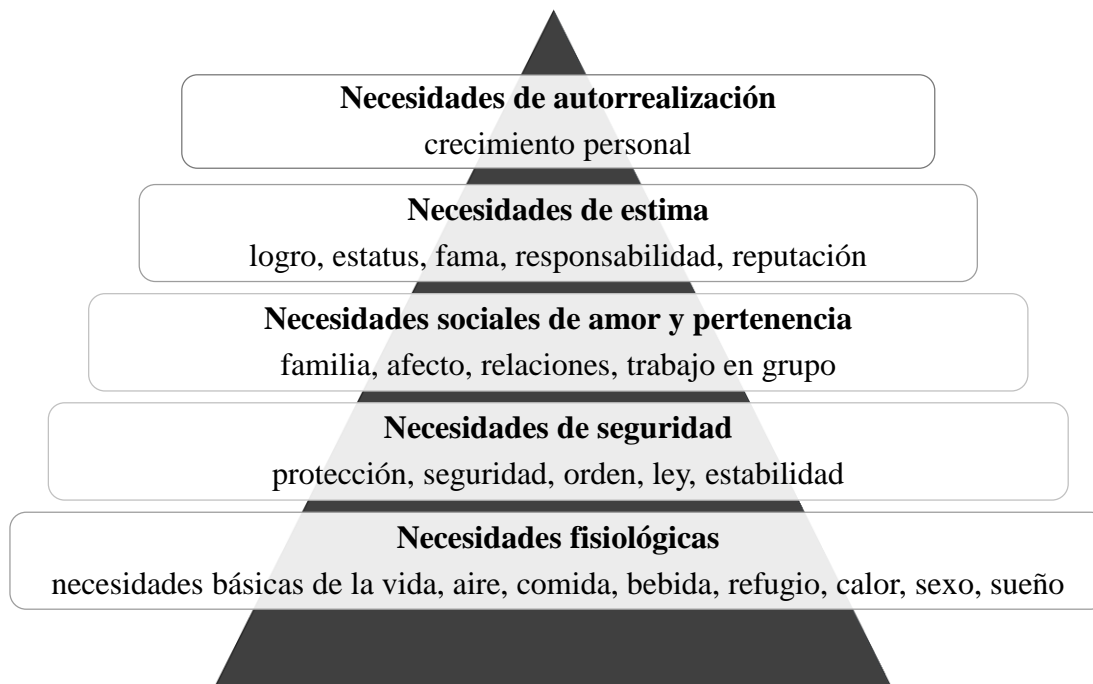 Necesidades de autorrealización
crecimiento personal
Necesidades de estima
logro, estatus, fama, responsabilidad, reputación
Necesidades sociales de amor y pertenencia
familia, afecto, relaciones, trabajo en grupo
Necesidades de seguridad
protección, seguridad, orden, ley, estabilidad
Necesidades fisiológicas
necesidades básicas de la vida, aire, comida, bebida, refugio, calor, sexo, sueño